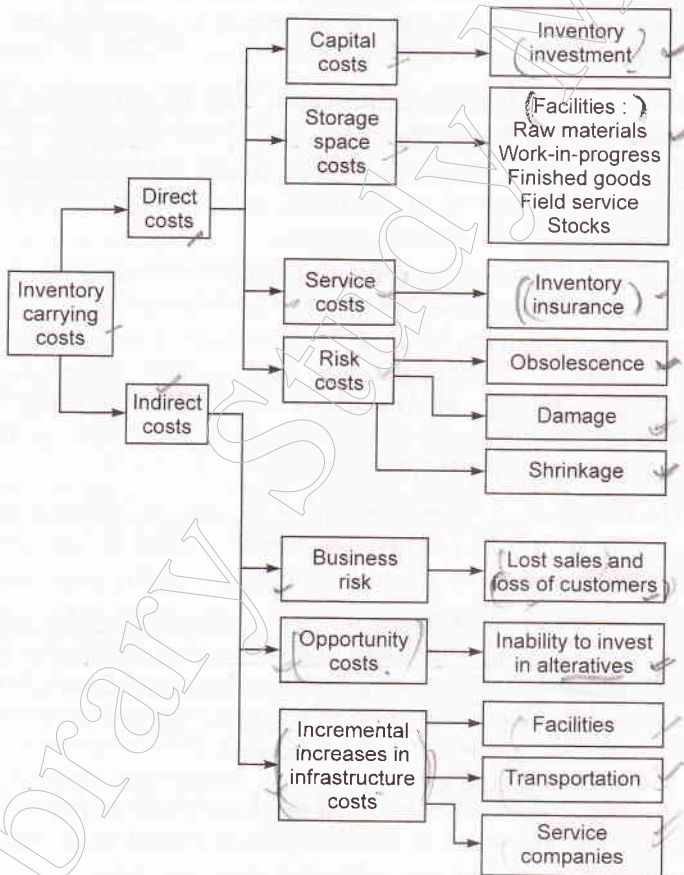 Capital
costs
Inventory
investment
Storage
space
costs
Facilities :
Raw materials
Work-in-progress
Finished goods
Field service
Stocks
Direct
costs
Inventory
carrying
costs
Service
costs
Inventory
insurance
Risk
costs
Obsolescence
Damage
Shrinkage
Indirect
costs
Business
risk
Lost sales and
loss of customers
Opportunity
costs
Inability to invest
in alteratives
Incremental
increases in
infrastructure
costs
Facilities
Transportation
Service
companies
brary Study